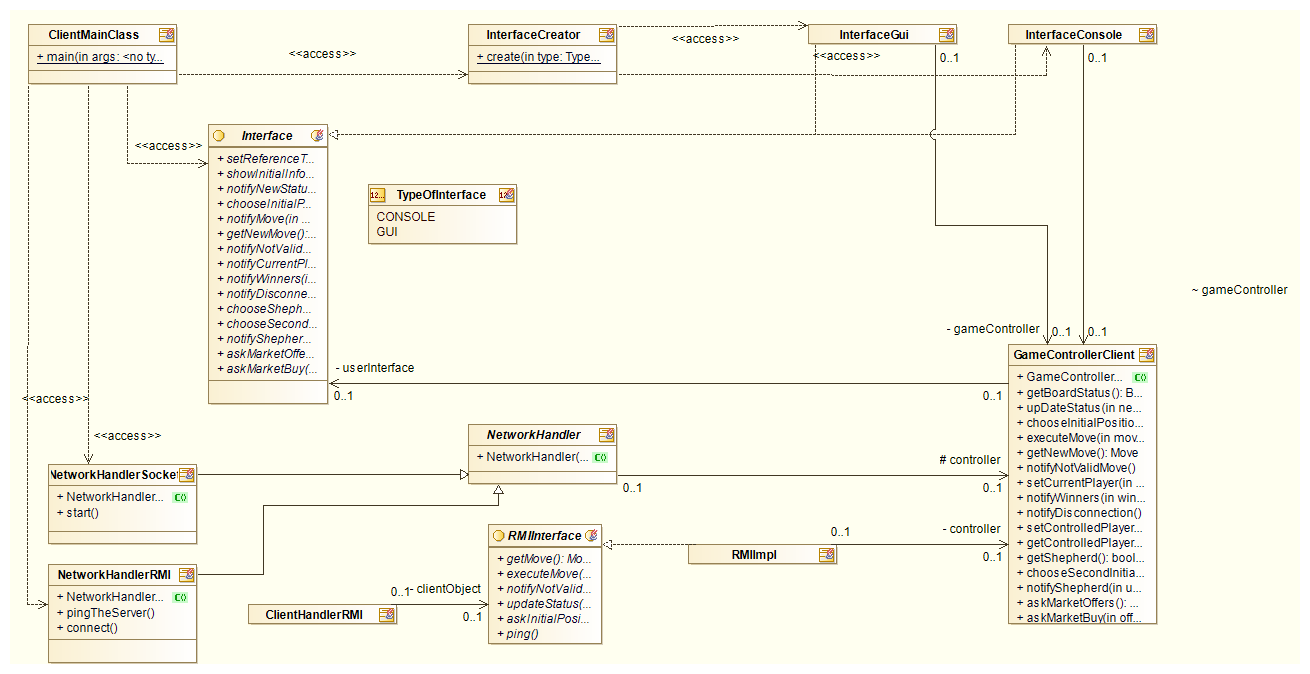 ClientMainClass
+ main(in args: <no ty...
<<access>>
InterfaceCreator
+ create(in type: Type...
<<access>>
InterfaceGui
<<access>>
0..1
InterfaceConsole
0..1
<<access>>
Interface
+ setReferenceT...
+ showInitialInfo...
+ notifyNewStatu...
+ chooseInitialP...
+ notifyMove(in ...
+ getNewMove():...
+ notifyNotValid...
+ notifyCurrentPl...
+ notifyWinners(i...
+ notifyDisconne...
+ chooseSheph...
+ chooseSecond...
+ notifyShepher...
+ askMarketOffe...
+ askMarketBuy(...
12...
TypeOfInterface
12
CONSOLE
GUI
~ gameController
- gameController
0..1
0..1
- userInterface
0..1
0..1
GameControllerClient
+ GameController...
+ getBoardStatus(): B...
+ upDateStatus(in ne...
+ chooseInitialPositio...
+ executeMove(in mov...
+ getNewMove(): Move
+ notifyNotValidMove()
+ setCurrentPlayer(in ...
+ notifyWinners(in win...
+ notifyDisconnection()
+ setControlledPlayer...
+ getControlledPlayer...
+ getShepherd(): bool...
+ chooseSecondInitia...
+ notifyShepherd(in u...
+ askMarketOffers(): ...
+ askMarketBuy(in off...
<<access>>
<<access>>
NetworkHandler
+ NetworkHandler(...
0..1
# controller
0..1
NetworkHandlerSocket
+ NetworkHandler...
+ start()
NetworkHandlerRMI
+ NetworkHandler...
+ pingTheServer()
+ connect()
RMIInterface
+ getMove(): Mo...
+ executeMove(...
+ notifyNotValid...
+ updateStatus(...
+ askInitialPosi...
+ ping()
0..1
- controller
0..1
RMIImpl
0..1
- clientObject
0..1
ClientHandlerRMI